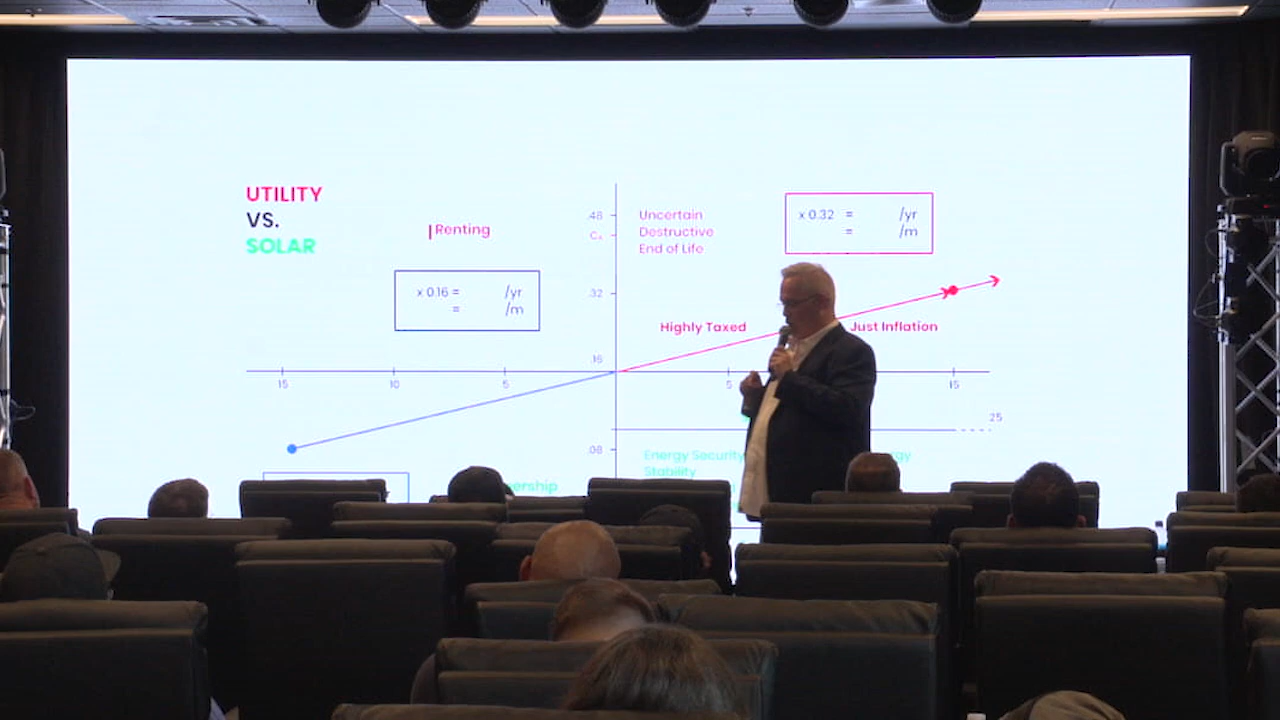 UTILITY
VS.
SOLAR
Renting
x 0.16 = /yr
= /m
.48
.32
.16
.08
Uncertain
Destructive
End of Life
x 0.32 = /yr
= /m
Highly Taxed
Just Inflation
15 10 5 5 15
25
Energy Security
Stability